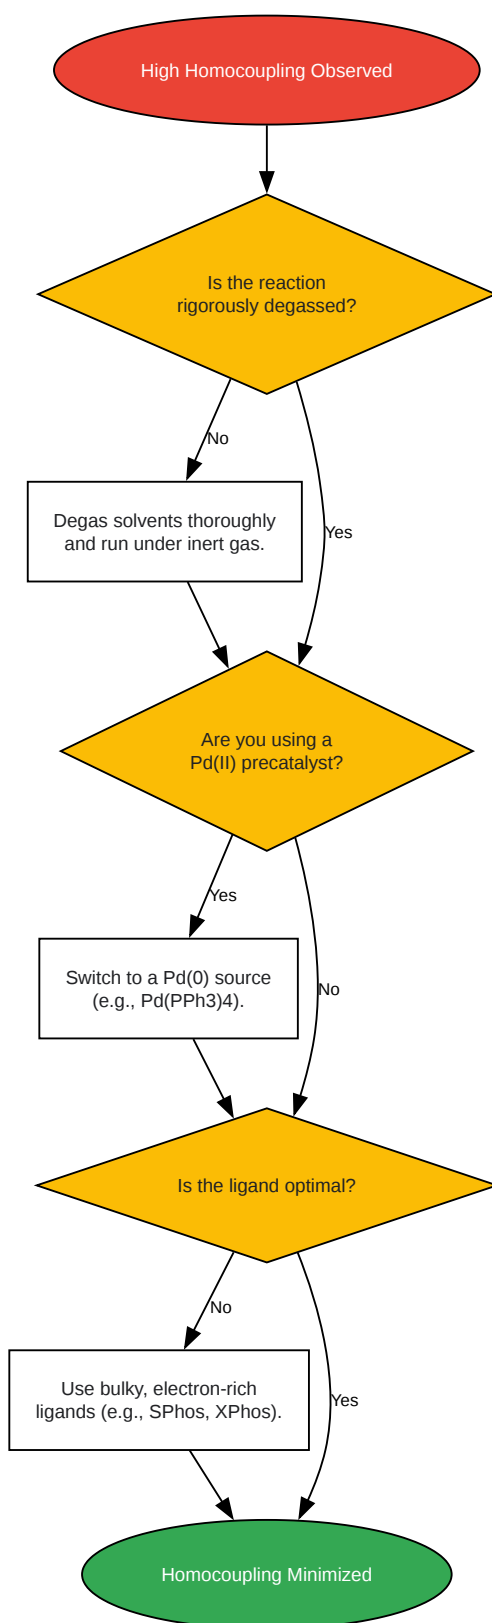 High Homocoupling Observed
Is the reaction
rigorously degassed?
No
Degas solvents thoroughly
and run under inert gas.
Yes
Are you using a
Pd(II) precatalyst?
Yes
Switch to a Pd(0) source
(e.g., Pd(PPh3)4).
No
Is the ligand optimal?
No
Use bulky, electron-rich
ligands (e.g., SPhos, XPhos).
Yes
Homocoupling Minimized